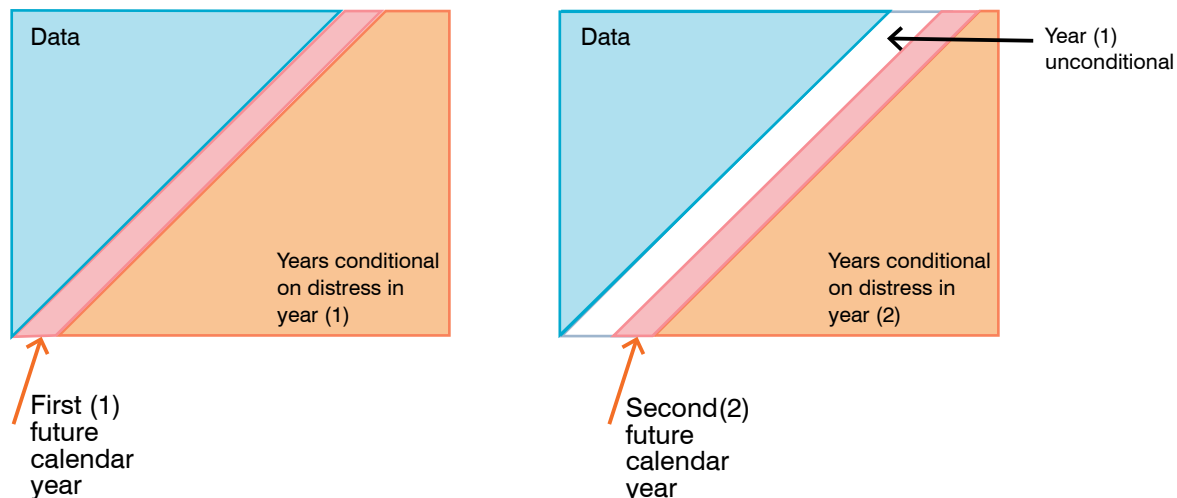 Data
Years conditional
on distress in
year (1)
First (1)
future
calendar
year
Data
Year (1)
unconditional
Years conditional
on distress in
year (2)
Second(2)
future
calendar
year